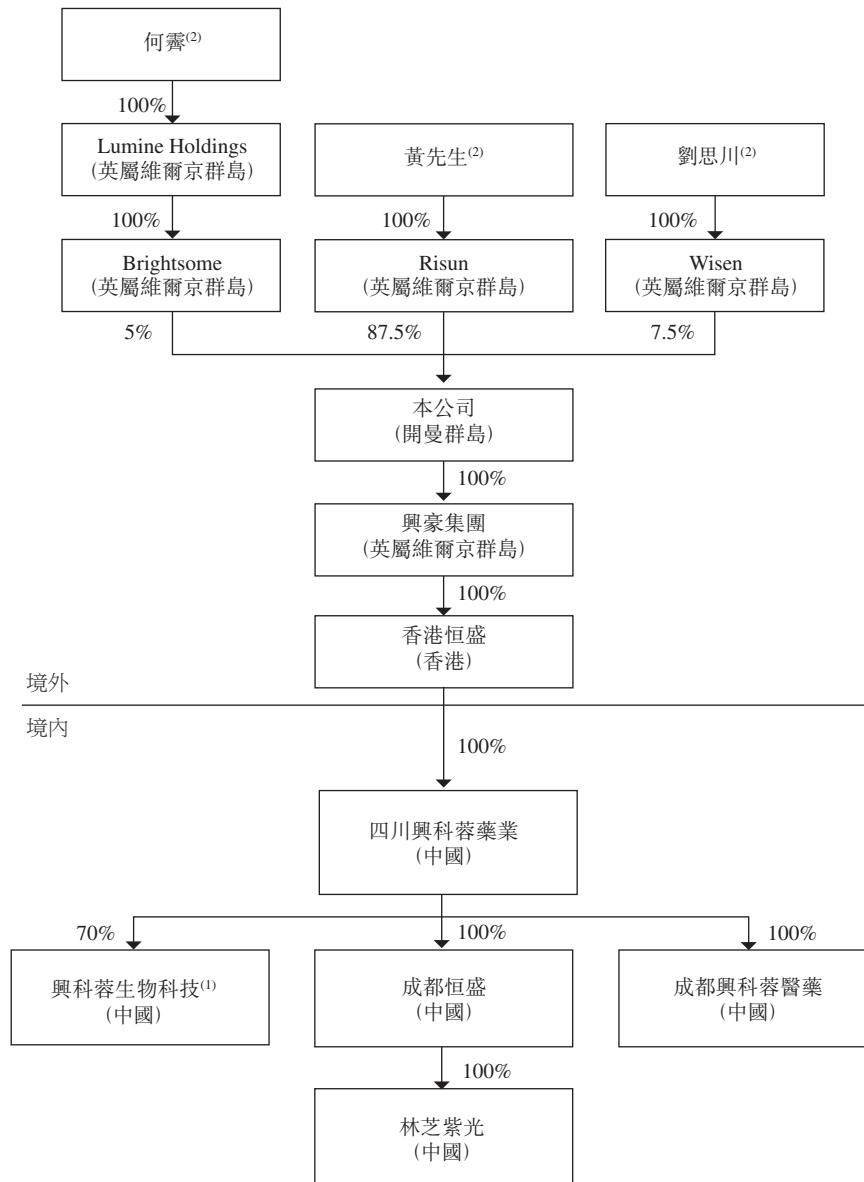 何霽(2)
100%
Lumine Holdings
(英屬維爾京群島)
黃先生(2)
劉思川(2)
100%
100%
100%
Brightsome
(英屬維爾京群島)
Risun
(英屬維爾京群島)
Wisen
(英屬維爾京群島)
5%
87.5%
7.5%
本公司
(開曼群島)
100%
興豪集團
(英屬維爾京群島)
100%
香港恒盛
(香港)
境外
境內
100%
四川興科蓉藥業
(中國)
70%
100%
100%
興科蓉生物科技(1)
(中國)
成都恒盛
(中國)
成都興科蓉醫藥
(中國)
100%
林芝紫光
(中國)